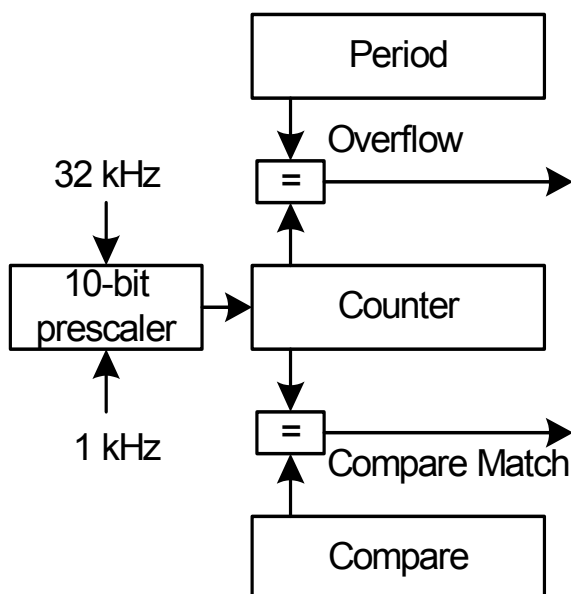 Period
Overflow
=
32 kHz
10-bit
prescaler
Counter
1 kHz
=
Compare Match
Compare